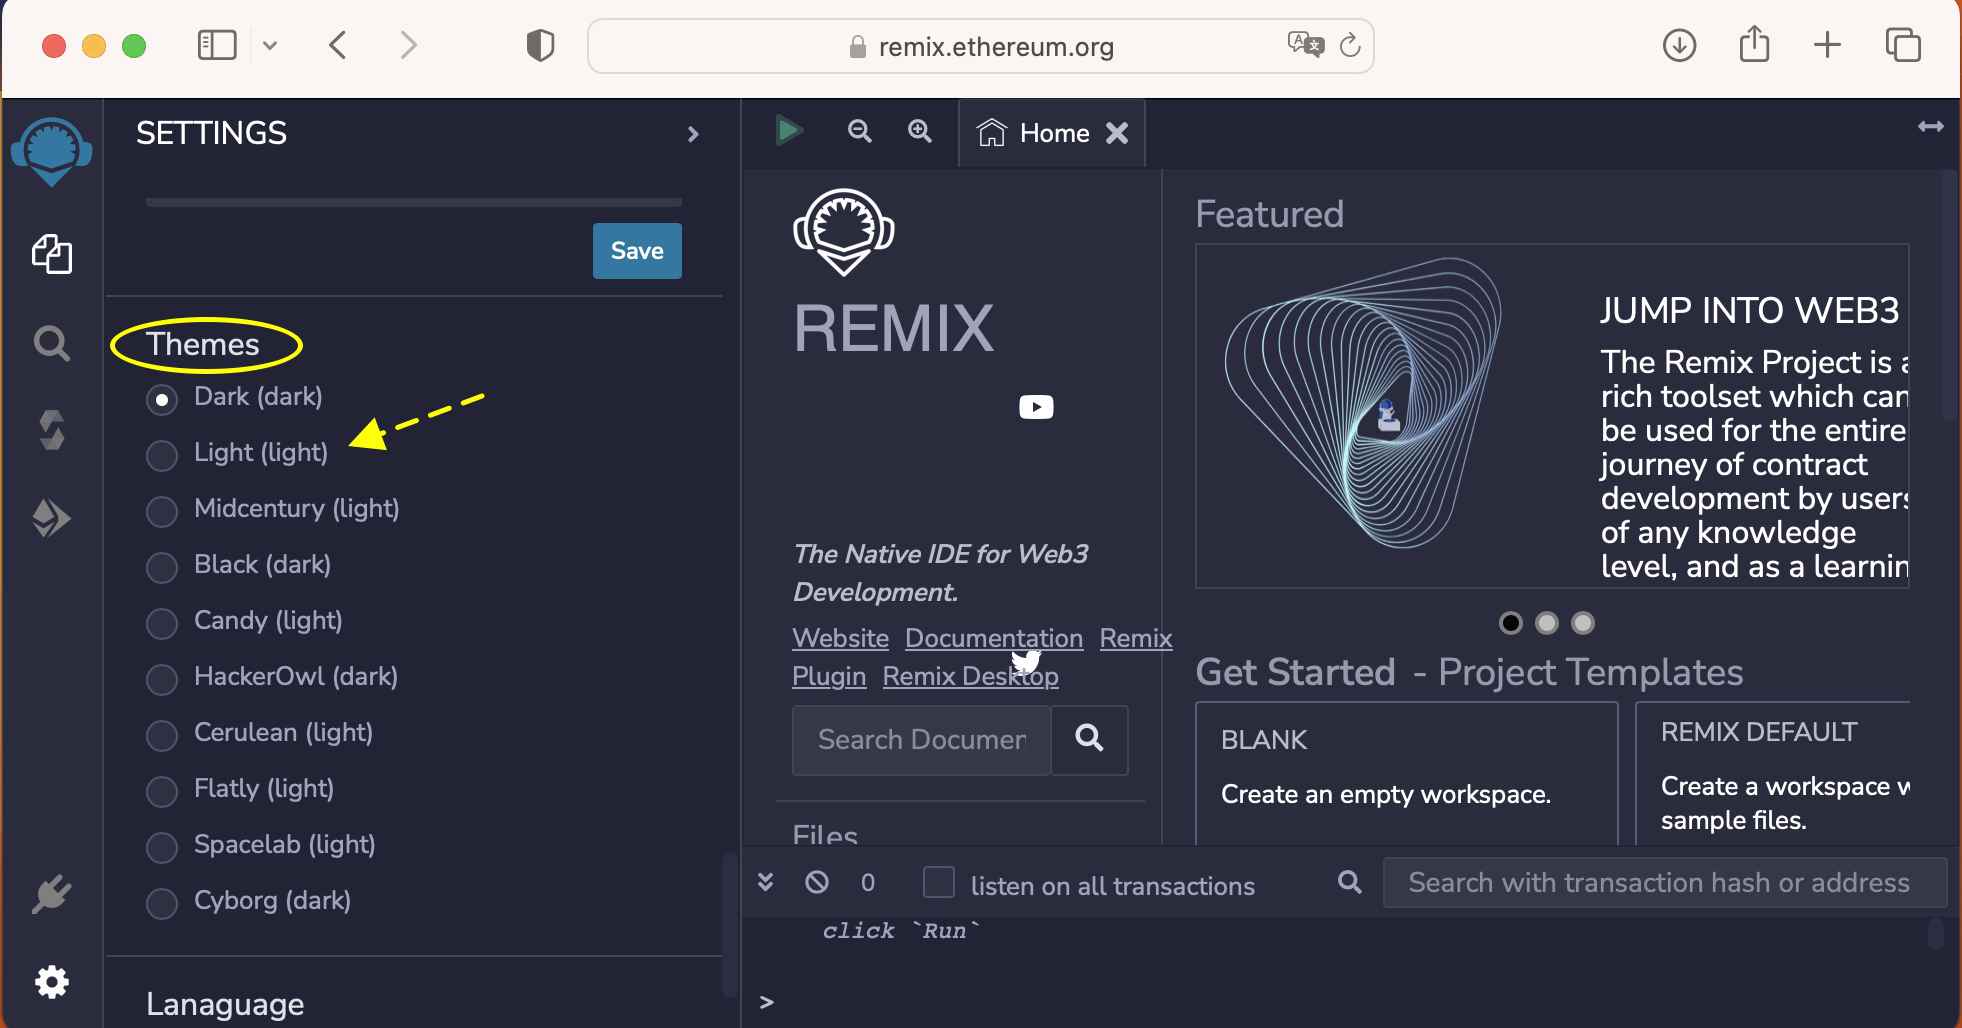 remix.ethereum.org
SETTINGS
Save
Themes
Dark (dark)
Light (light)
Midcentury (light)
Black (dark)
Candy (light)
HackerOwl (dark)
Cerulean (light)
Flatly (light)
Spacelab (light)
Cyborg (dark)
Lanaguage
Home
REMIX
The Native IDE for Web3
Development.
Website Documentation Remix
Plugin Remix Desktop
Search Documen
Files
Featured
JUMP INTO WEB3
The Remix Project is a
rich toolset which can
be used for the entire
journey of contract
development by users
of any knowledge
level, and as a learnin
Get Started - Project Templates
BLANK
Create an empty workspace.
REMIX DEFAULT
Create a workspace w
sample files.
0
listen on all transactions
Search with transaction hash or address
click `Run`
>